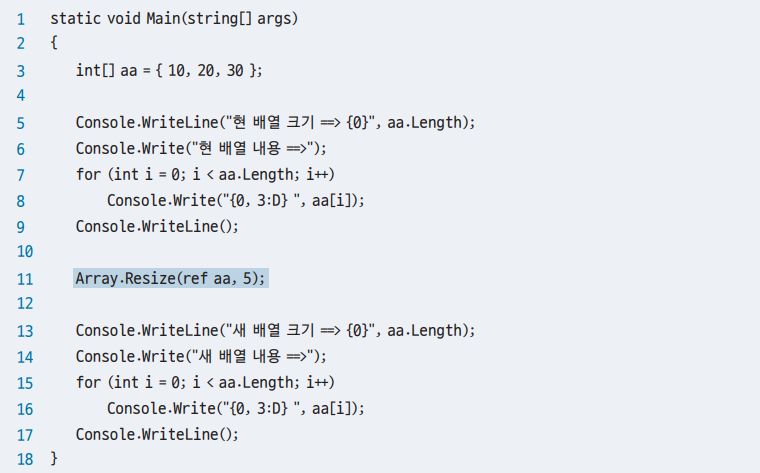 1 static void Main(string[] args)
2 {
3 int[] aa = { 10, 20, 30 };
4
5 Console.WriteLine("현 배열 크기 ==> {0}", aa.Length);
6 Console.Write("현 배열 내용 ==>");
7 for (int i = 0; i < aa.Length; i++)
8 Console.Write("{0, 3:D} ", aa[i]);
9 Console.WriteLine();
10
11 Array.Resize(ref aa, 5);
12
13 Console.WriteLine("새 배열 크기 ==> {0}", aa.Length);
14 Console.Write("새 배열 내용 ==>");
15 for (int i = 0; i < aa.Length; i++)
16 Console.Write("{0, 3:D} ", aa[i]);
17 Console.WriteLine();
18 }